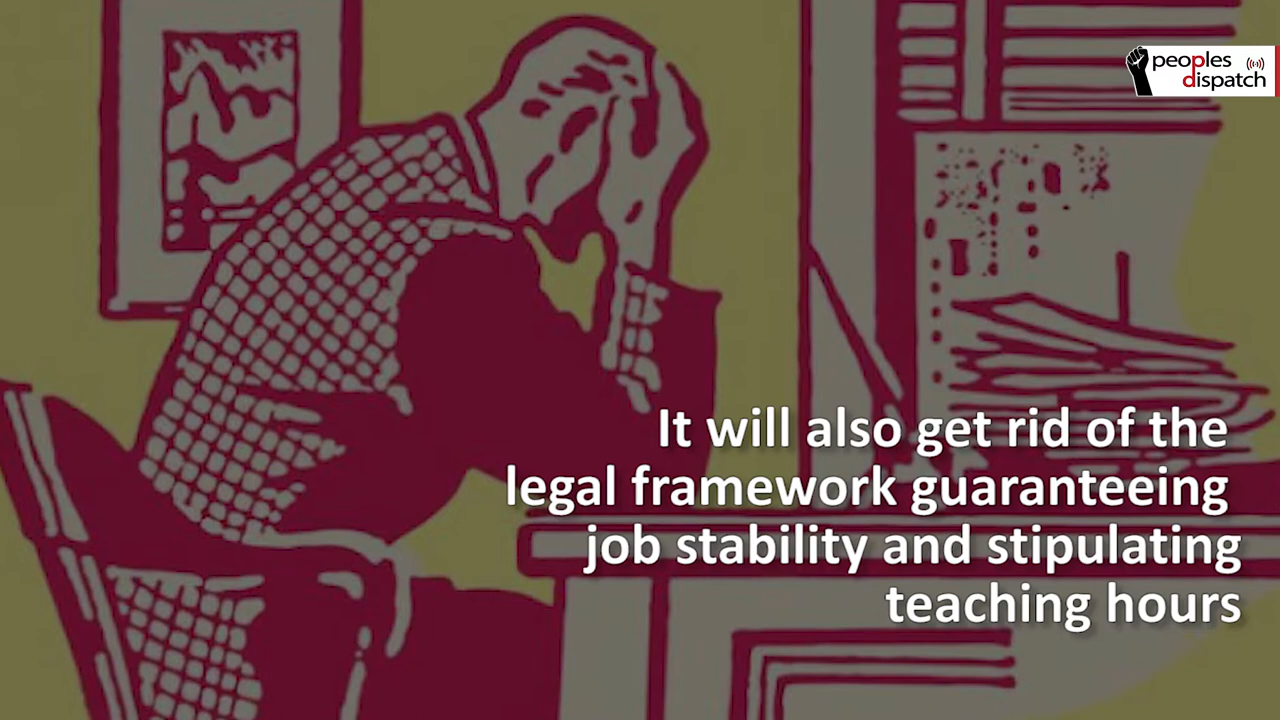 peoples
dispatch
It will also get rid of the
legal framework guaranteeing
job stability and stipulating
teaching hours